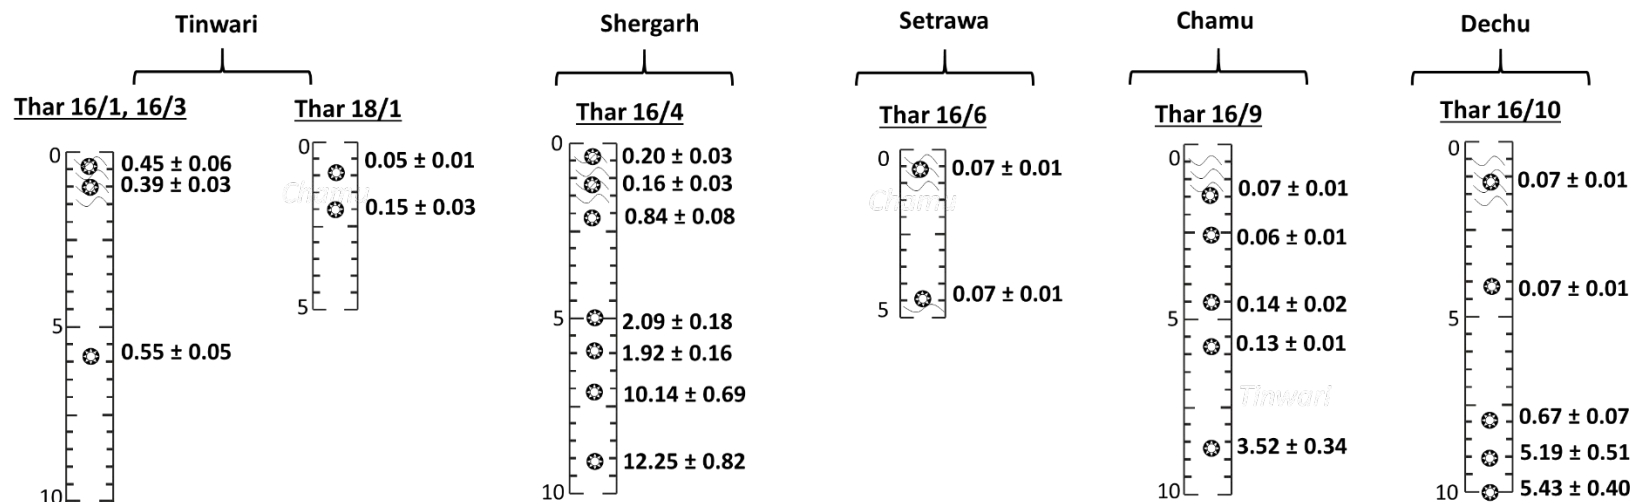 Tinwari
Shergarh
Setrawa
Chamu
Dechu
Thar 16/1, 16/3
0
0.45 ± 0.06
0.39 ± 0.03
5
0.55 ± 0.05
10
Thar 18/1
0
0.05 ± 0.01
Chamu
0.15 ± 0.03
5
Thar 16/4
0
0.20 ± 0.03
0.16 ± 0.03
0.84 ± 0.08
5
2.09 ± 0.18
1.92 ± 0.16
10.14 ± 0.69
12.25 ± 0.82
10
Thar 16/6
0
0.07 ± 0.01
Chamu
0.07 ± 0.01
5
Thar 16/9
0
0.07 ± 0.01
0.06 ± 0.01
0.14 ± 0.02
5
0.13 ± 0.01
Tinwari
3.52 ± 0.34
10
Thar 16/10
0
0.07 ± 0.01
0.07 ± 0.01
5
0.67 ± 0.07
5.19 ± 0.51
10
5.43 ± 0.40